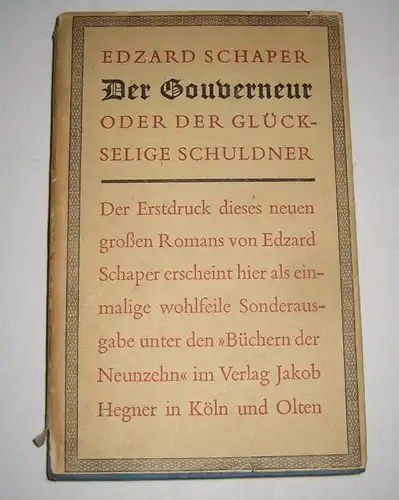 EDZARD SCHAPER
Der Gouverneur
ODER DER GLÜCK-
SELIGE SCHULDNER
Der Erstdruck dieses neuen
großen Romans von Edzard
Schaper erscheint hier als ein-
malige wohlfeile Sonderaus-
gabe unter den »Büchern der
Neunzehn« im Verlag Jakob
Hegner in Köln und Olten